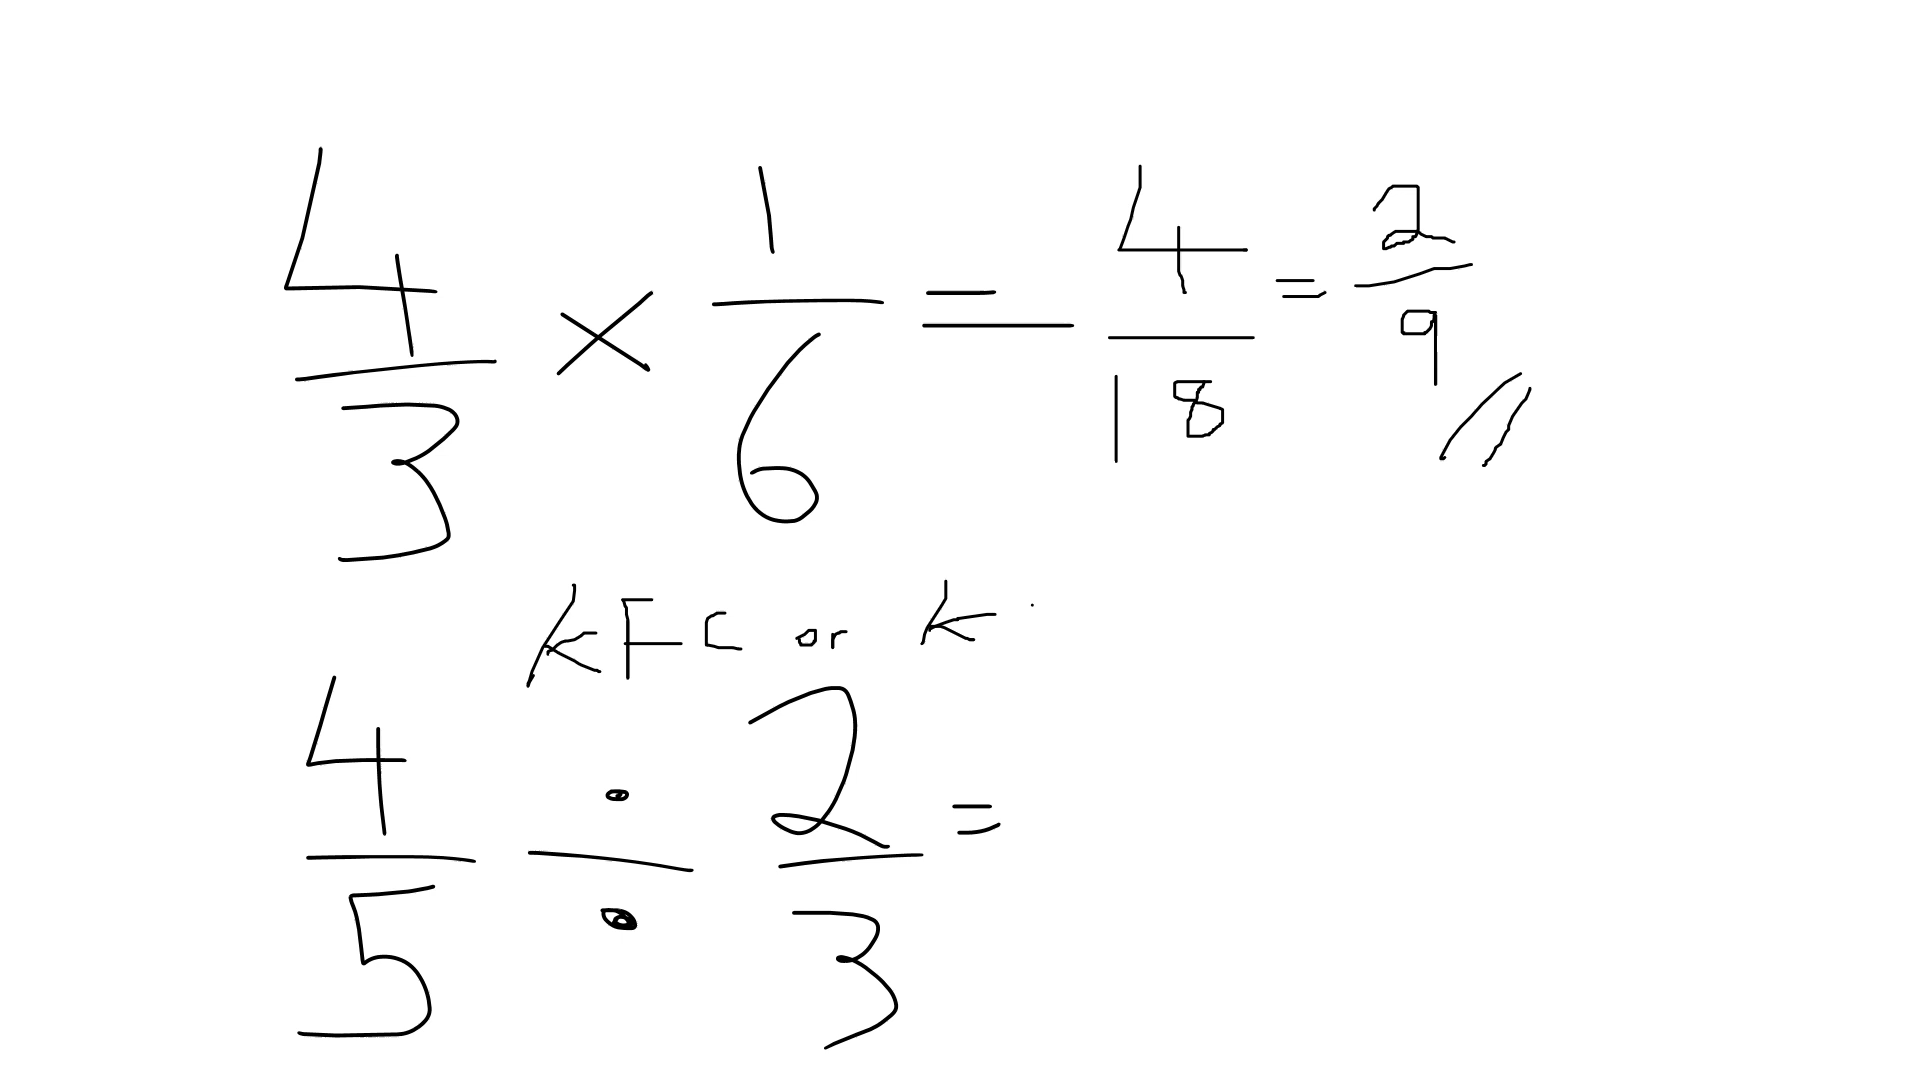 4/3 × 1/6 = 4/18 = 2/9 //
KFC or K
4/5 ÷ 2/3 =